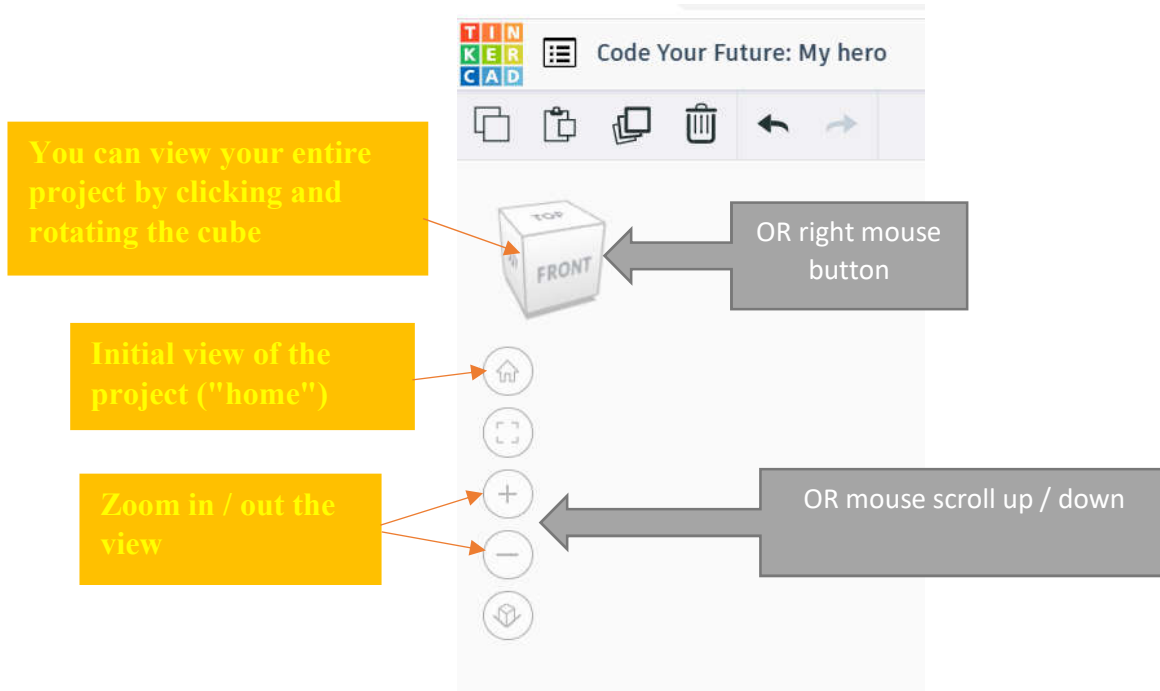 TIN
KER
CAD
Code Your Future: My hero
You can view your entire
project by clicking and
rotating the cube
TOP
FRONT
OR right mouse
button
Initial view of the
project ("home")
Zoom in / out the
view
OR mouse scroll up / down